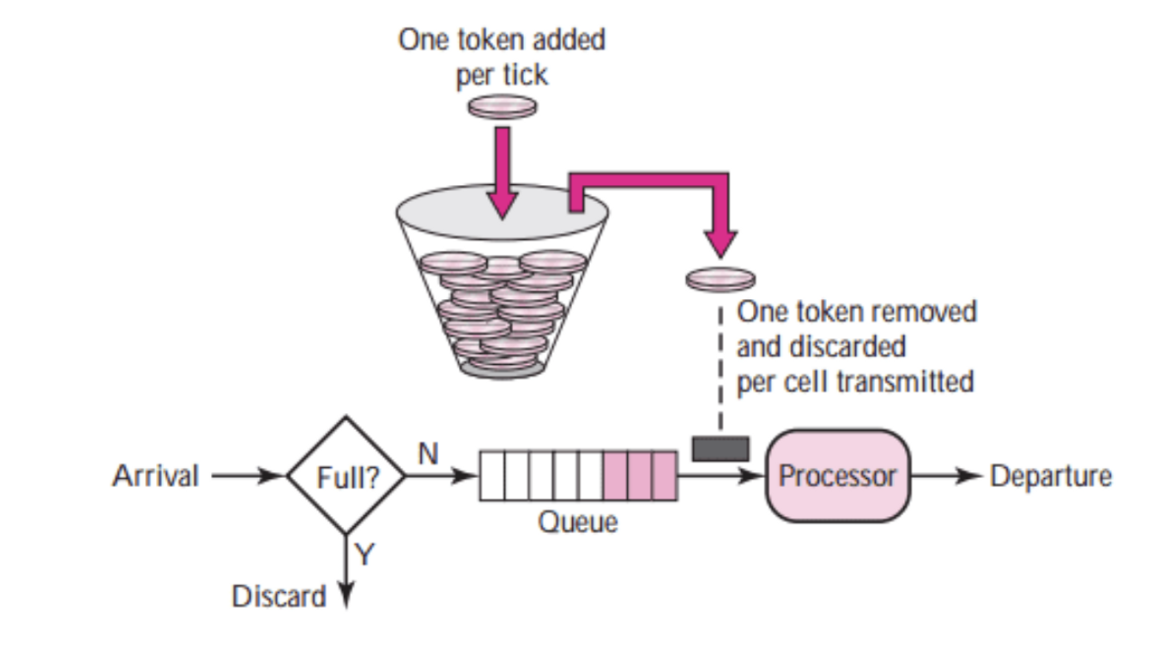 One token added
per tick
One token removed
and discarded
per cell transmitted
Arrival
Full?
N
Queue
Processor
Departure
Y
Discard